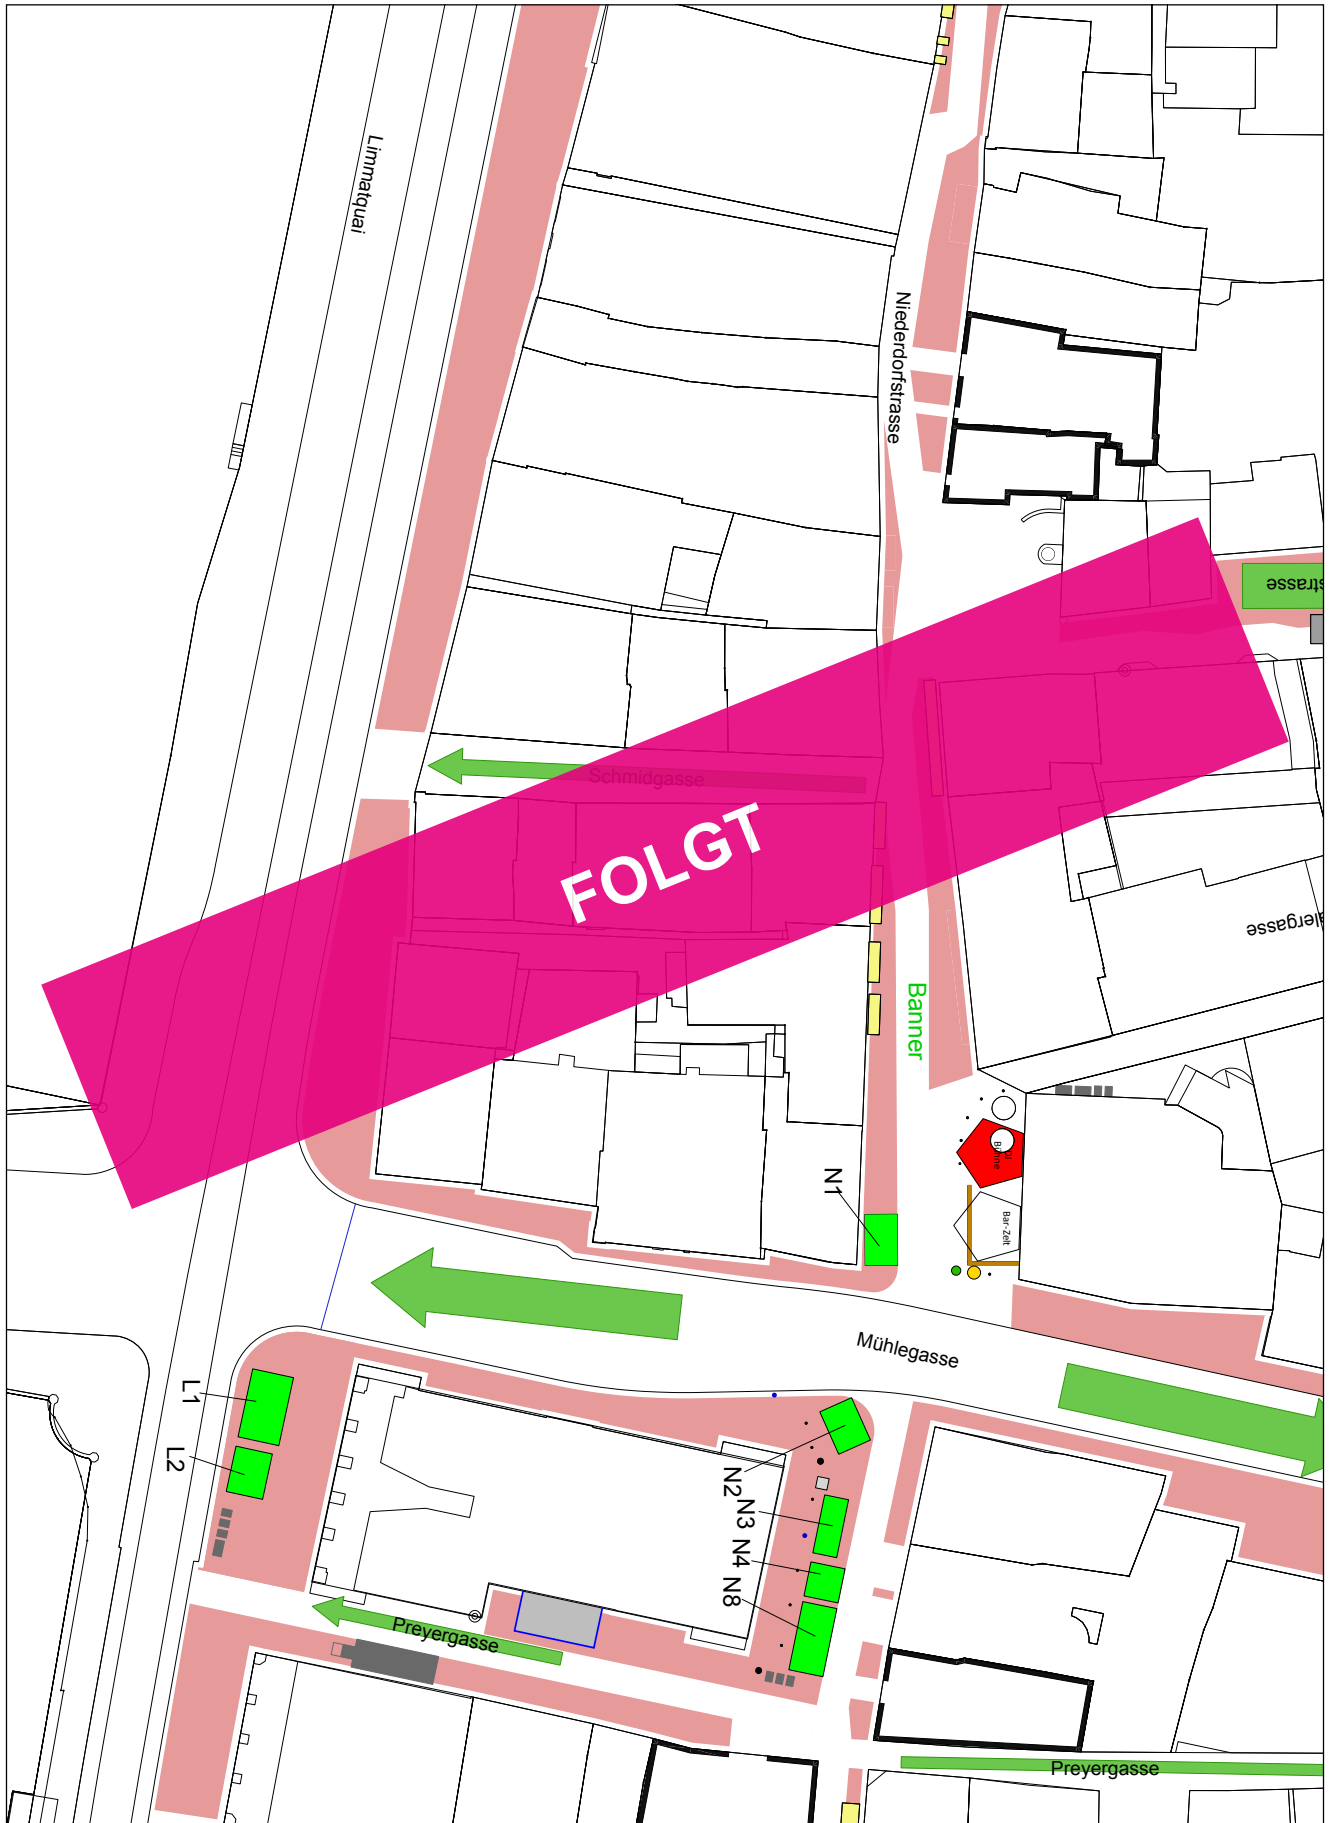 Limmatquai
Niederdorfstrasse
strasse
Schmidgasse
FOLGT
lergasse
Banner
Bühne
N1
Bar-Zelt
Mühlegasse
L1
L2
N2
N3
N4
N8
Preyergasse
Preyergasse